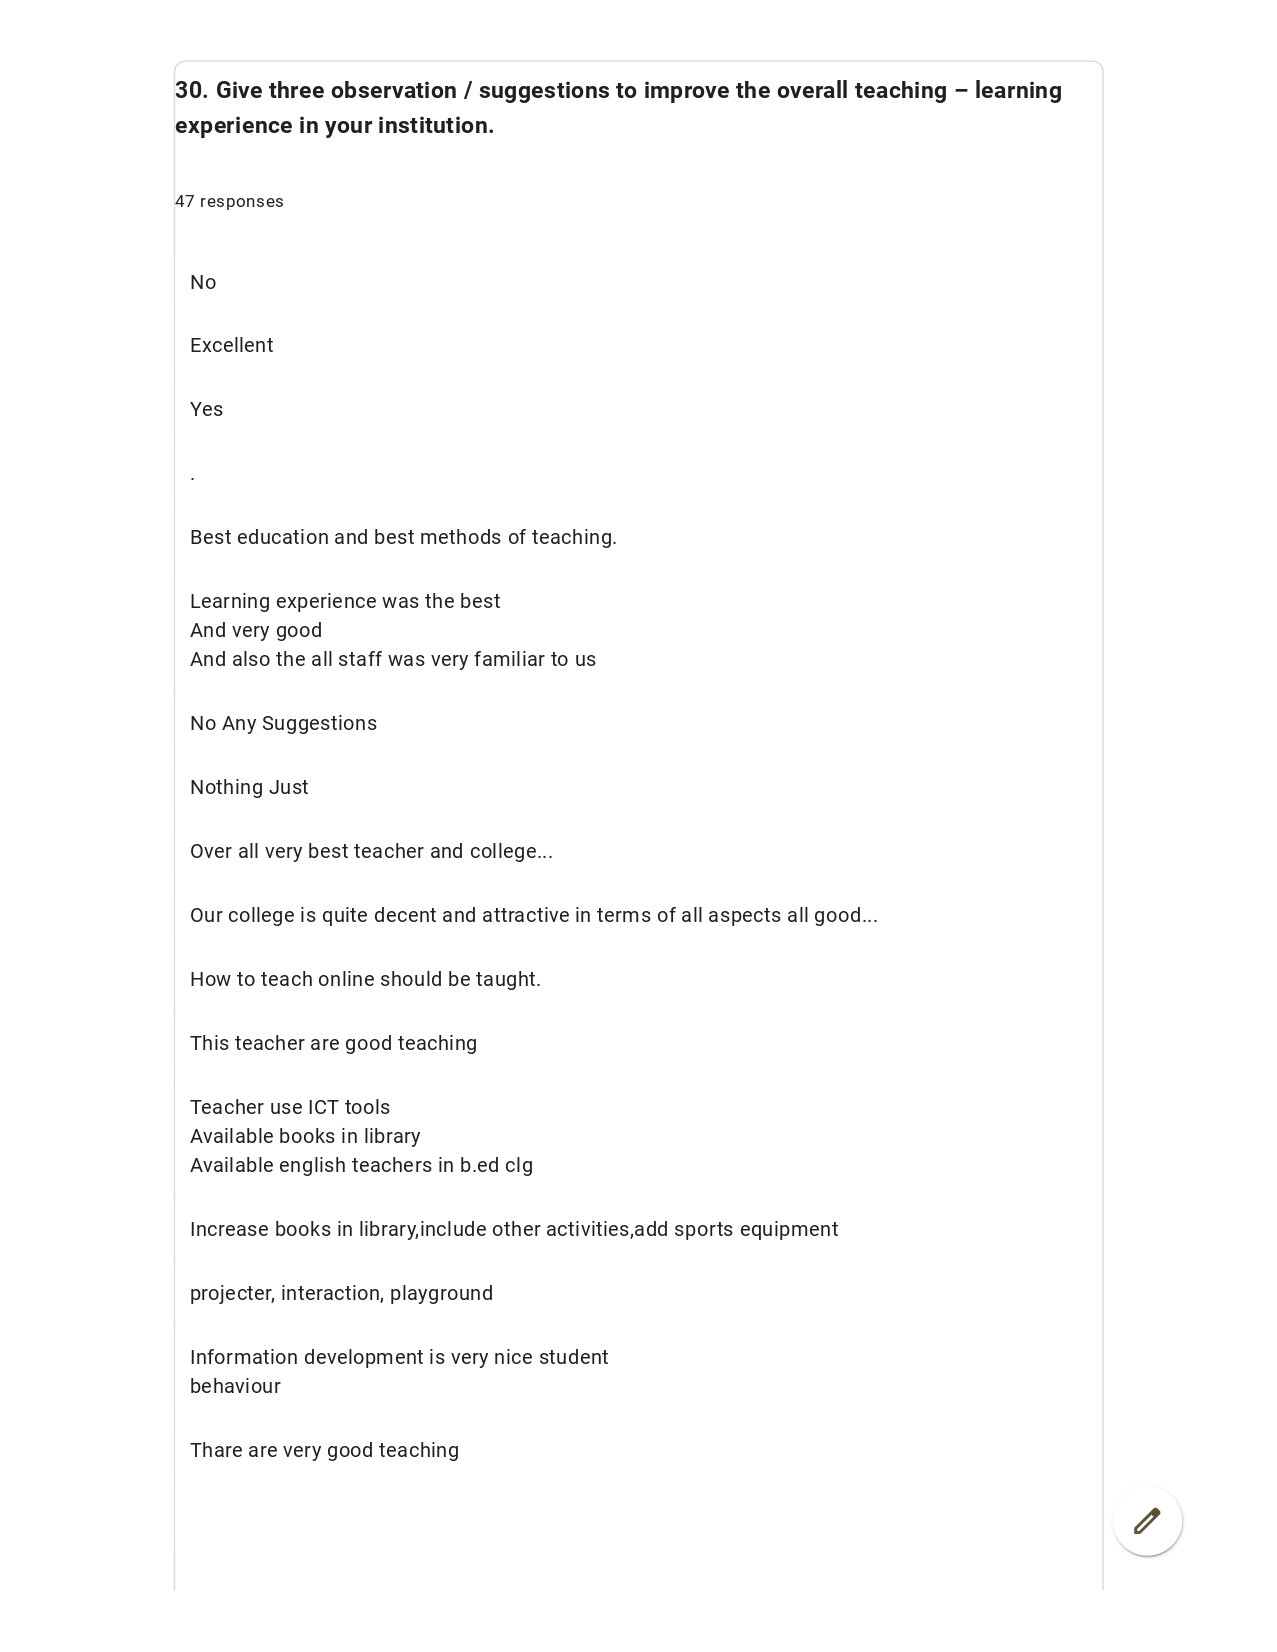 30. Give three observation / suggestions to improve the overall teaching – learning
experience in your institution.
47 responses
No
Excellent
Yes
.
Best education and best methods of teaching.
Learning experience was the best
And very good
And also the all staff was very familiar to us
No Any Suggestions
Nothing Just
Over all very best teacher and college...
Our college is quite decent and attractive in terms of all aspects all good...
How to teach online should be taught.
This teacher are good teaching
Teacher use ICT tools
Available books in library
Available english teachers in b.ed clg
Increase books in library,include other activities,add sports equipment
projecter, interaction, playground
Information development is very nice student
behaviour
Thare are very good teaching